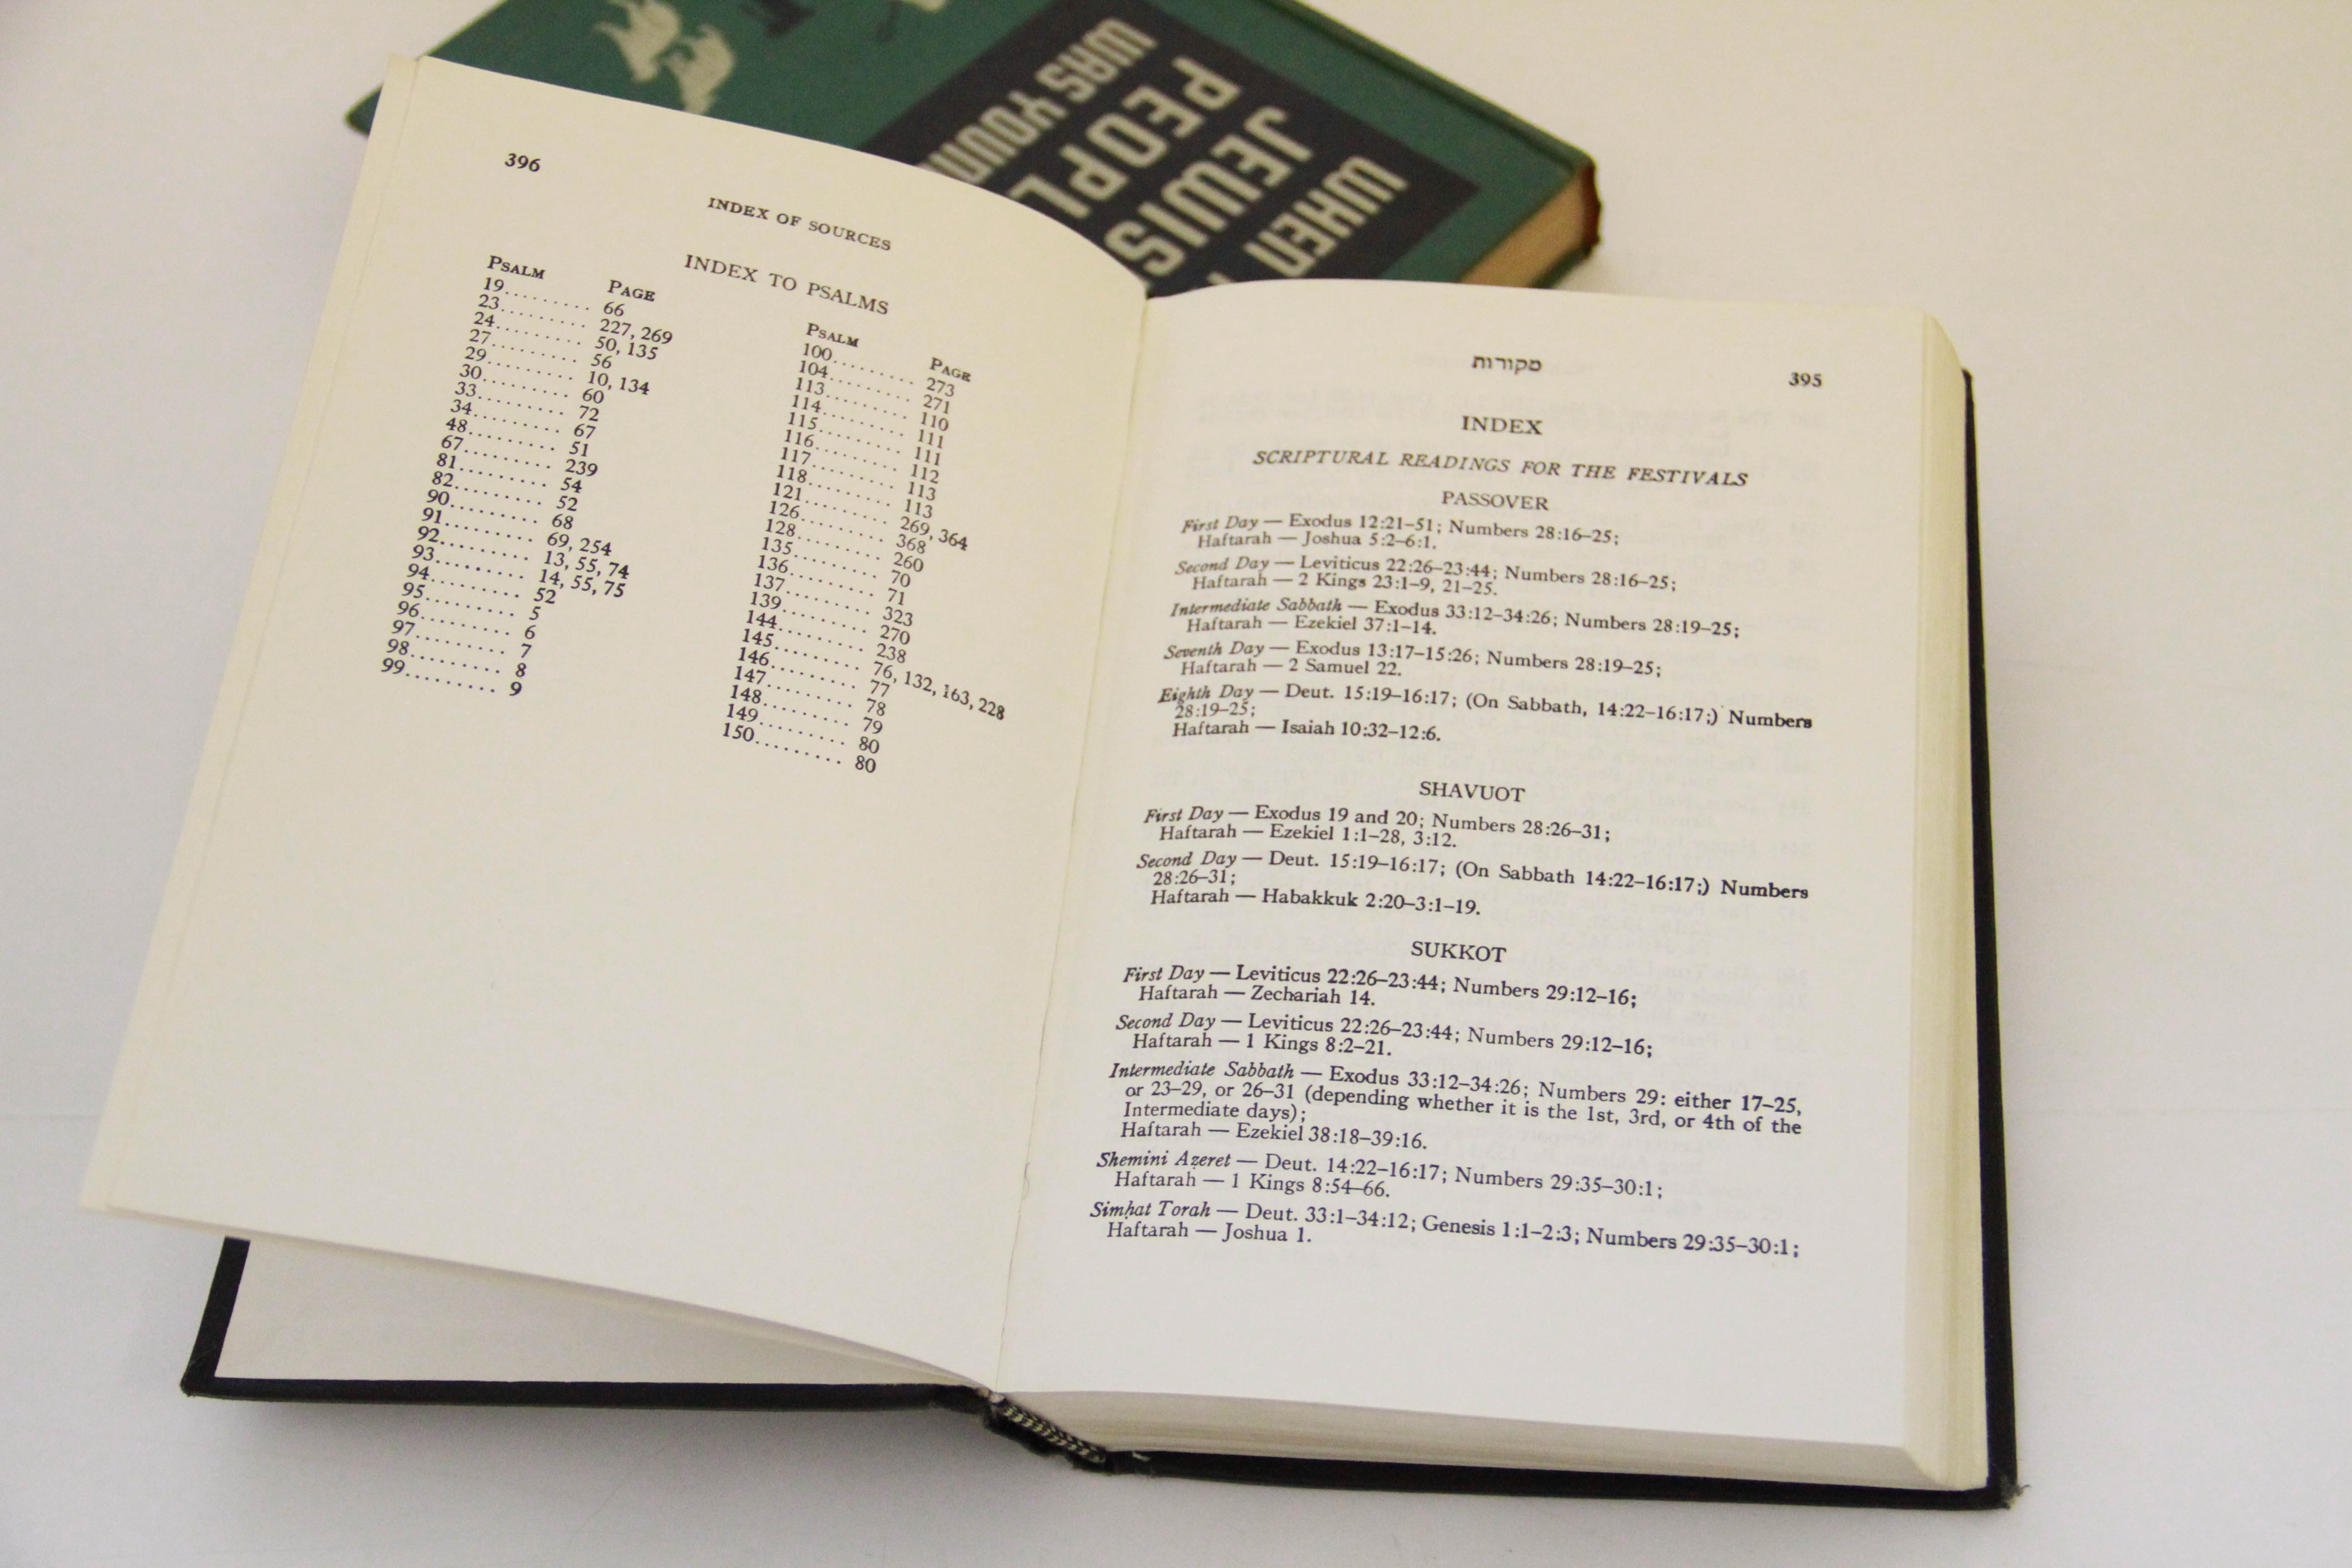 WHEN
JEWIS
PEOPL
WAS YOUN
396
INDEX OF SOURCES
INDEX TO PSALMS
PSALM PAGE
19......... 66
23......... 227, 269
24......... 50, 135
27......... 56
29......... 10, 134
30......... 60
33......... 72
34......... 67
48......... 51
67......... 239
81......... 54
82......... 52
90......... 68
91......... 69, 254
92......... 13, 55, 74
93......... 14, 55, 75
94......... 52
95......... 5
96......... 6
97......... 7
98......... 8
99......... 9
PSALM PAGE
100......... 273
104......... 271
113......... 110
114......... 111
115......... 111
116......... 112
117......... 113
118......... 113
121......... 269, 364
126......... 368
128......... 260
135......... 70
136......... 71
137......... 323
139......... 270
144......... 238
145......... 76, 132, 163, 228
146......... 77
147......... 78
148......... 79
149......... 80
150......... 80
מקורות 395
INDEX
SCRIPTURAL READINGS FOR THE FESTIVALS
PASSOVER
First Day — Exodus 12:21–51; Numbers 28:16–25;
Haftarah — Joshua 5:2–6:1.
Second Day — Leviticus 22:26–23:44; Numbers 28:16–25;
Haftarah — 2 Kings 23:1–9, 21–25.
Intermediate Sabbath — Exodus 33:12–34:26; Numbers 28:19–25;
Haftarah — Ezekiel 37:1–14.
Seventh Day — Exodus 13:17–15:26; Numbers 28:19–25;
Haftarah — 2 Samuel 22.
Eighth Day — Deut. 15:19–16:17; (On Sabbath, 14:22–16:17;) Numbers
28:19–25;
Haftarah — Isaiah 10:32–12:6.
SHAVUOT
First Day — Exodus 19 and 20; Numbers 28:26–31;
Haftarah — Ezekiel 1:1–28, 3:12.
Second Day — Deut. 15:19–16:17; (On Sabbath 14:22–16:17;) Numbers
28:26–31;
Haftarah — Habakkuk 2:20–3:1–19.
SUKKOT
First Day — Leviticus 22:26–23:44; Numbers 29:12–16;
Haftarah — Zechariah 14.
Second Day — Leviticus 22:26–23:44; Numbers 29:12–16;
Haftarah — 1 Kings 8:2–21.
Intermediate Sabbath — Exodus 33:12–34:26; Numbers 29: either 17–25,
or 23–29, or 26–31 (depending whether it is the 1st, 3rd, or 4th of the
Intermediate days);
Haftarah — Ezekiel 38:18–39:16.
Shemini Aẓeret — Deut. 14:22–16:17; Numbers 29:35–30:1;
Haftarah — 1 Kings 8:54–66.
Simḥat Torah — Deut. 33:1–34:12; Genesis 1:1–2:3; Numbers 29:35–30:1;
Haftarah — Joshua 1.